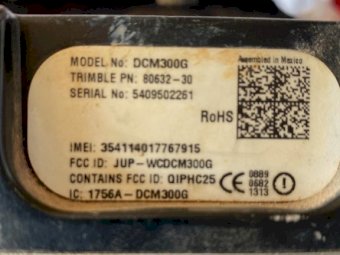 MODEL No: DCM300G
Assembled in Mexico
TRIMBLE PN: 80632-30
SERIAL No: 5409502261
RoHS
IMEI: 354114017767915
FCC ID: JUP-WCDCM300G
CONTAINS FCC ID: QIPHC25
IC: 1756A-DCM300G
CE
0889
0682
1313